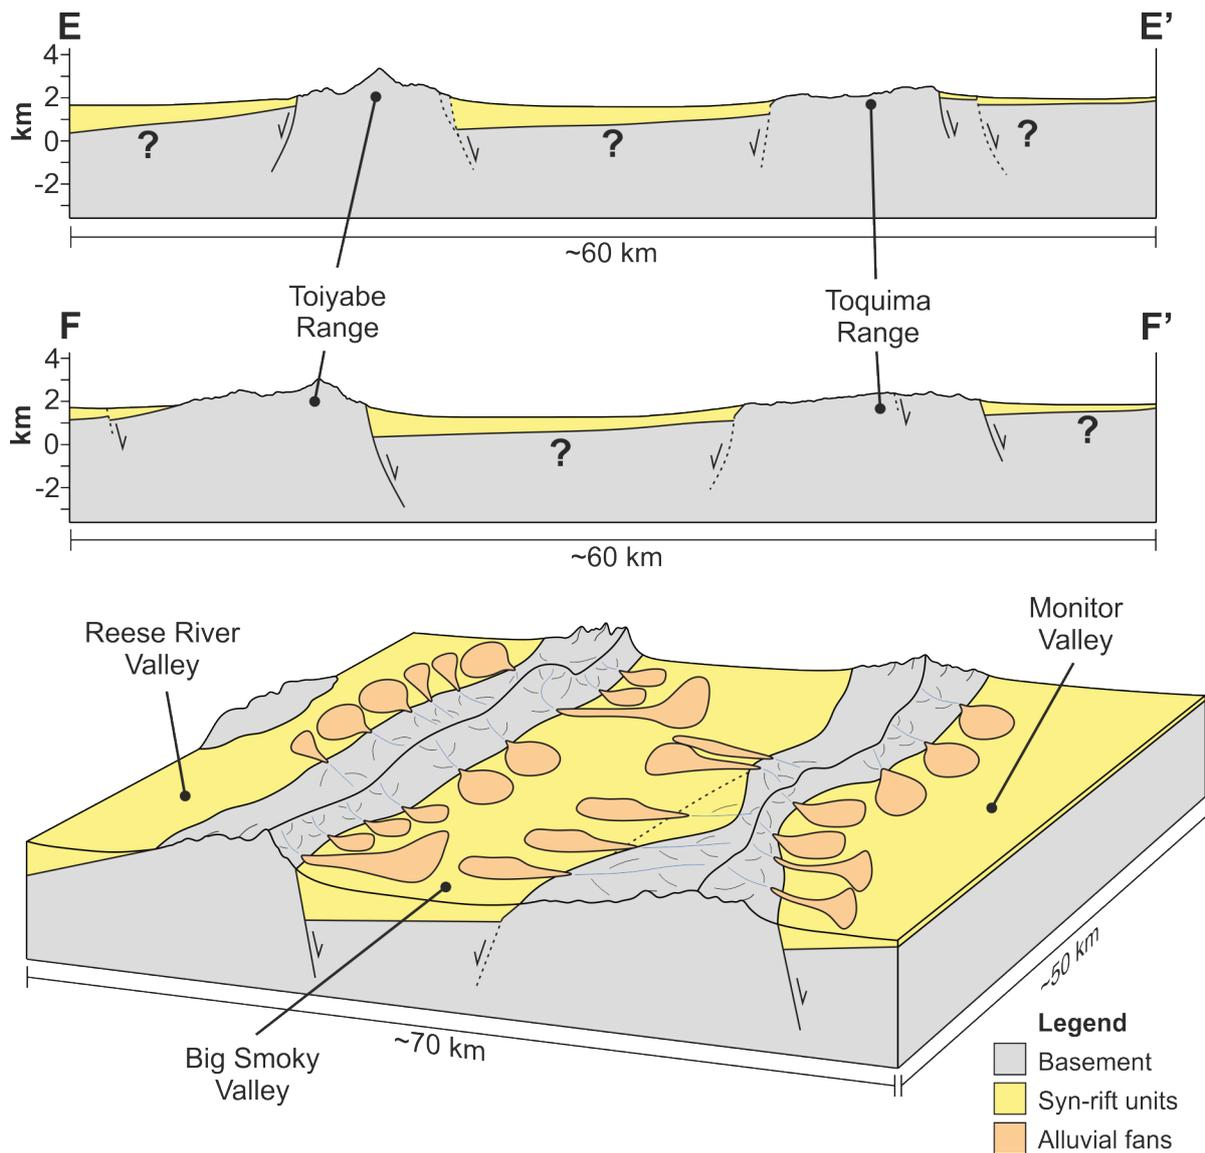 E
E’
4
2
0
-2
km
?
?
?
~60 km
Toiyabe
Range
Toquima
Range
F
F’
4
2
0
-2
km
?
?
~60 km
Reese River
Valley
Monitor
Valley
Big Smoky
Valley
~70 km
~50 km
Legend
Basement
Syn-rift units
Alluvial fans